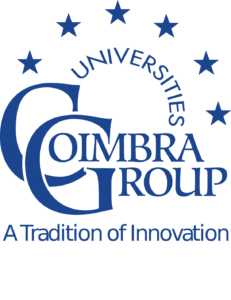 UNIVERSITIES
COIMBRA
GROUP
A Tradition of Innovation